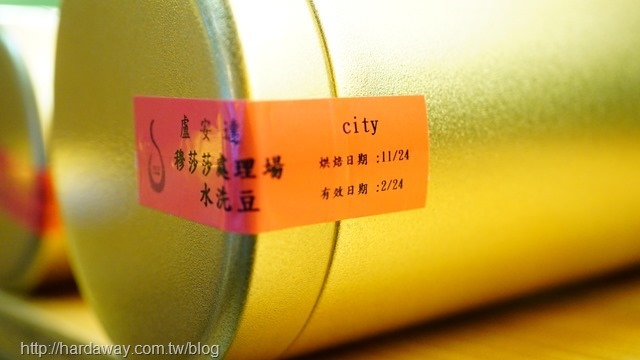 盧安達
穆莎莎處理場
水洗豆
city
烘焙日期:11/24
有效日期:2/24
http://hardaway.com.tw/blog